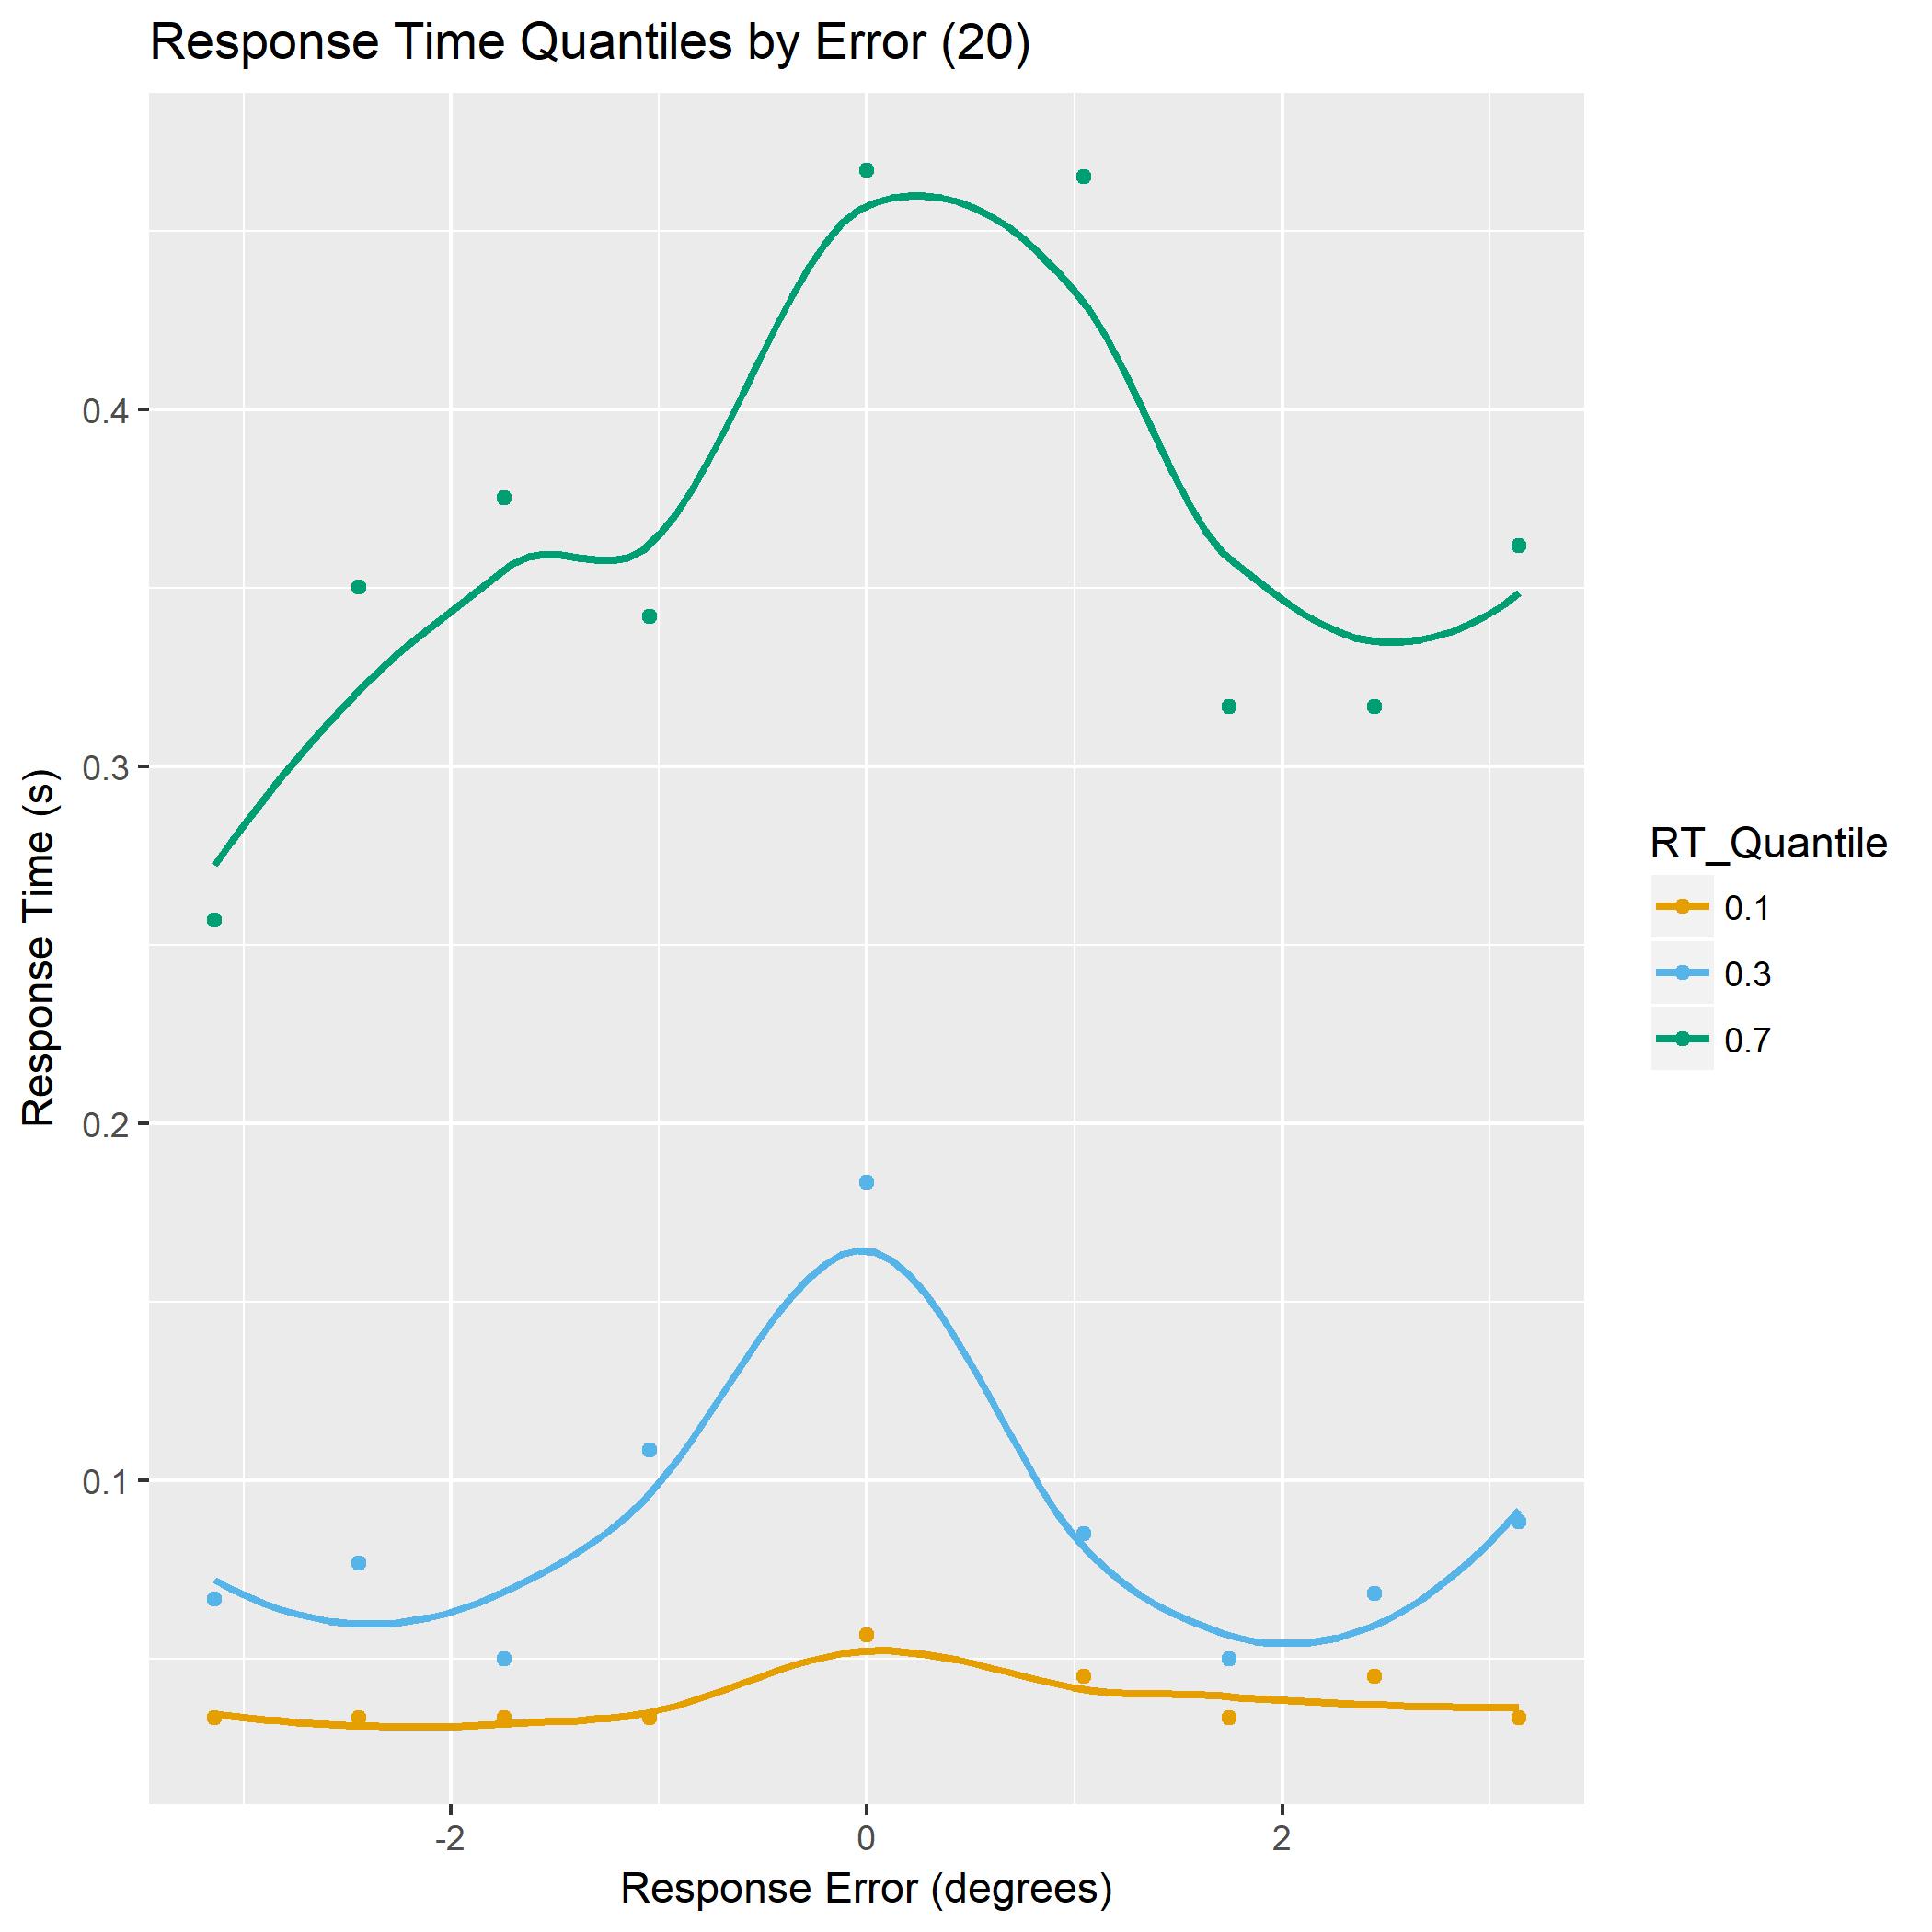 Response Time Quantiles by Error (20)
Response Time (s)
0.4
0.3
0.2
0.1
-2
0
2
Response Error (degrees)
RT_Quantile
0.1
0.3
0.7